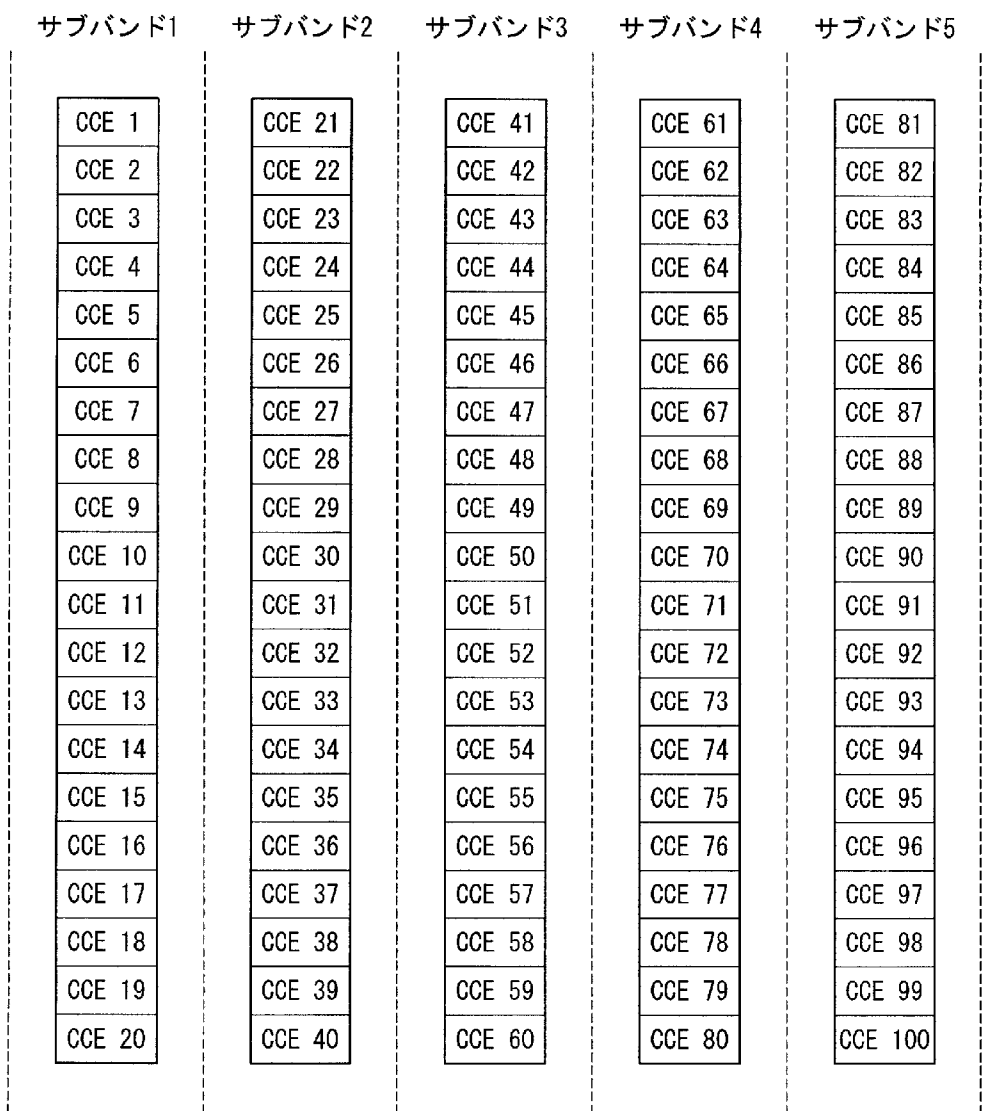 サブバンド1 サブバンド2 サブバンド3 サブバンド4 サブバンド5
CCE 1 CCE 21 CCE 41 CCE 61 CCE 81
CCE 2 CCE 22 CCE 42 CCE 62 CCE 82
CCE 3 CCE 23 CCE 43 CCE 63 CCE 83
CCE 4 CCE 24 CCE 44 CCE 64 CCE 84
CCE 5 CCE 25 CCE 45 CCE 65 CCE 85
CCE 6 CCE 26 CCE 46 CCE 66 CCE 86
CCE 7 CCE 27 CCE 47 CCE 67 CCE 87
CCE 8 CCE 28 CCE 48 CCE 68 CCE 88
CCE 9 CCE 29 CCE 49 CCE 69 CCE 89
CCE 10 CCE 30 CCE 50 CCE 70 CCE 90
CCE 11 CCE 31 CCE 51 CCE 71 CCE 91
CCE 12 CCE 32 CCE 52 CCE 72 CCE 92
CCE 13 CCE 33 CCE 53 CCE 73 CCE 93
CCE 14 CCE 34 CCE 54 CCE 74 CCE 94
CCE 15 CCE 35 CCE 55 CCE 75 CCE 95
CCE 16 CCE 36 CCE 56 CCE 76 CCE 96
CCE 17 CCE 37 CCE 57 CCE 77 CCE 97
CCE 18 CCE 38 CCE 58 CCE 78 CCE 98
CCE 19 CCE 39 CCE 59 CCE 79 CCE 99
CCE 20 CCE 40 CCE 60 CCE 80 CCE 100